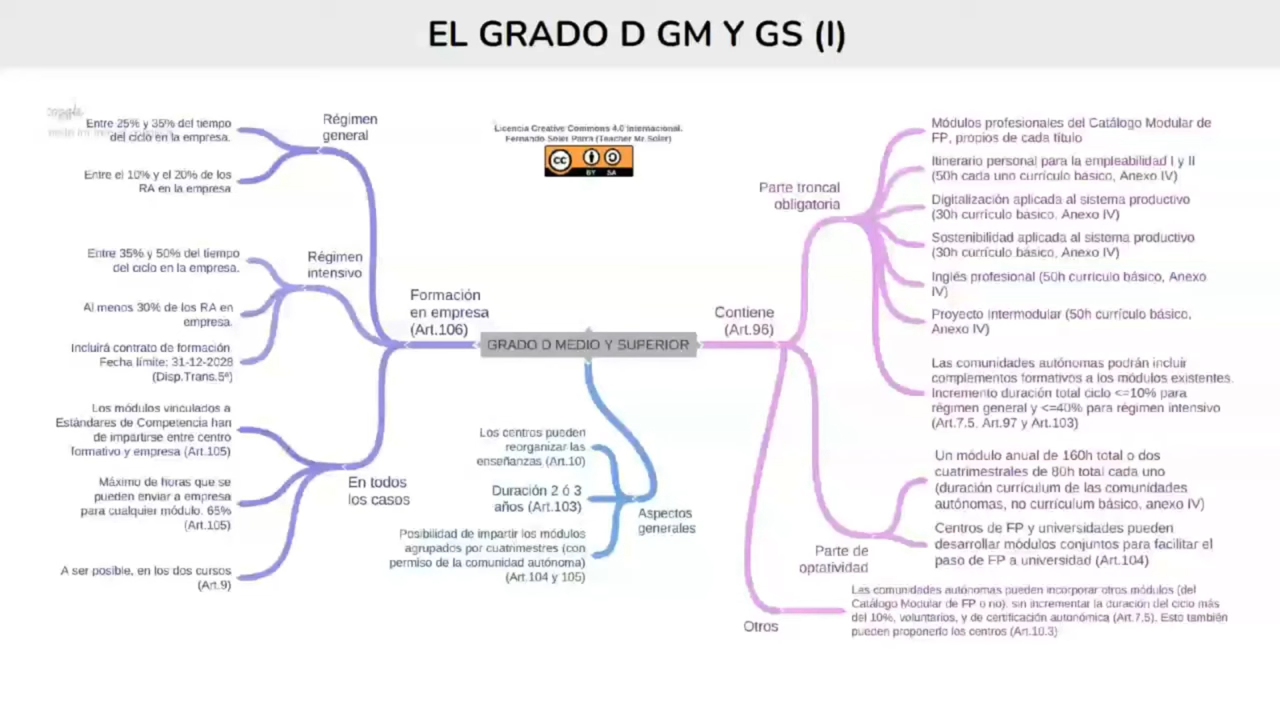 EL GRADO D GM Y GS (I)
coggle
Entre 25% y 35% del tiempo
del ciclo en la empresa.
Régimen
general
Entre el 10% y el 20% de los
RA en la empresa
Entre 35% y 50% del tiempo
del ciclo en la empresa.
Régimen
intensivo
Al menos 30% de los RA en
empresa.
Incluirá contrato de formación
Fecha límite: 31-12-2028
(Disp.Trans.5ª)
Formación
en empresa
(Art.106)
Los módulos vinculados a
Estándares de Competencia han
de impartirse entre centro
formativo y empresa (Art.105)
Máximo de horas que se
pueden enviar a empresa
para cualquier módulo: 65%
(Art.105)
A ser posible, en los dos cursos
(Art.9)
En todos
los casos
Licencia Creative Commons 4.0 Internacional.
Fernando Soler Parra (Teacher Mr.Soler)
cc
BY SA
GRADO D MEDIO Y SUPERIOR
Los centros pueden
reorganizar las
enseñanzas (Art.10)
Duración 2 ó 3
años (Art.103)
Posibilidad de impartir los módulos
agrupados por cuatrimestres (con
permiso de la comunidad autónoma)
(Art.104 y 105)
Aspectos
generales
Contiene
(Art.96)
Parte troncal
obligatoria
Módulos profesionales del Catálogo Modular de
FP, propios de cada título
Itinerario personal para la empleabilidad I y II
(50h cada uno currículo básico, Anexo IV)
Digitalización aplicada al sistema productivo
(30h currículo básico, Anexo IV)
Sostenibilidad aplicada al sistema productivo
(30h currículo básico, Anexo IV)
Inglés profesional (50h currículo básico, Anexo
IV)
Proyecto intermodular (50h currículo básico,
Anexo IV)
Las comunidades autónomas podrán incluir
complementos formativos a los módulos existentes.
Incremento duración total ciclo <=10% para
régimen general y <=40% para régimen intensivo
(Art.7.5, Art.97 y Art.103)
Parte de
optatividad
Un módulo anual de 160h total o dos
cuatrimestrales de 80h total cada uno
(duración currículum de las comunidades
autónomas, no currículum básico, anexo IV)
Centros de FP y universidades pueden
desarrollar módulos conjuntos para facilitar el
paso de FP a universidad (Art.104)
Otros
Las comunidades autónomas pueden incorporar otros módulos (del
Catálogo Modular de FP o no), sin incrementar la duración del ciclo más
del 10%, voluntarios, y de certificación autonómica (Art.7.5). Esto también
pueden proponerlo los centros (Art.10.3)